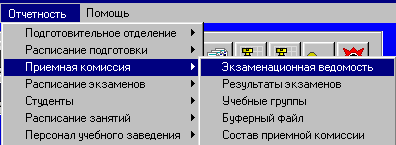 Отчетность Помощь
Подготовительное отделение
Расписание подготовки
Приемная комиссия
Расписание экзаменов
Студенты
Расписание занятий
Персонал учебного заведения
Экзаменационная ведомость
Результаты экзаменов
Учебные группы
Буферный файл
Состав приемной комиссии